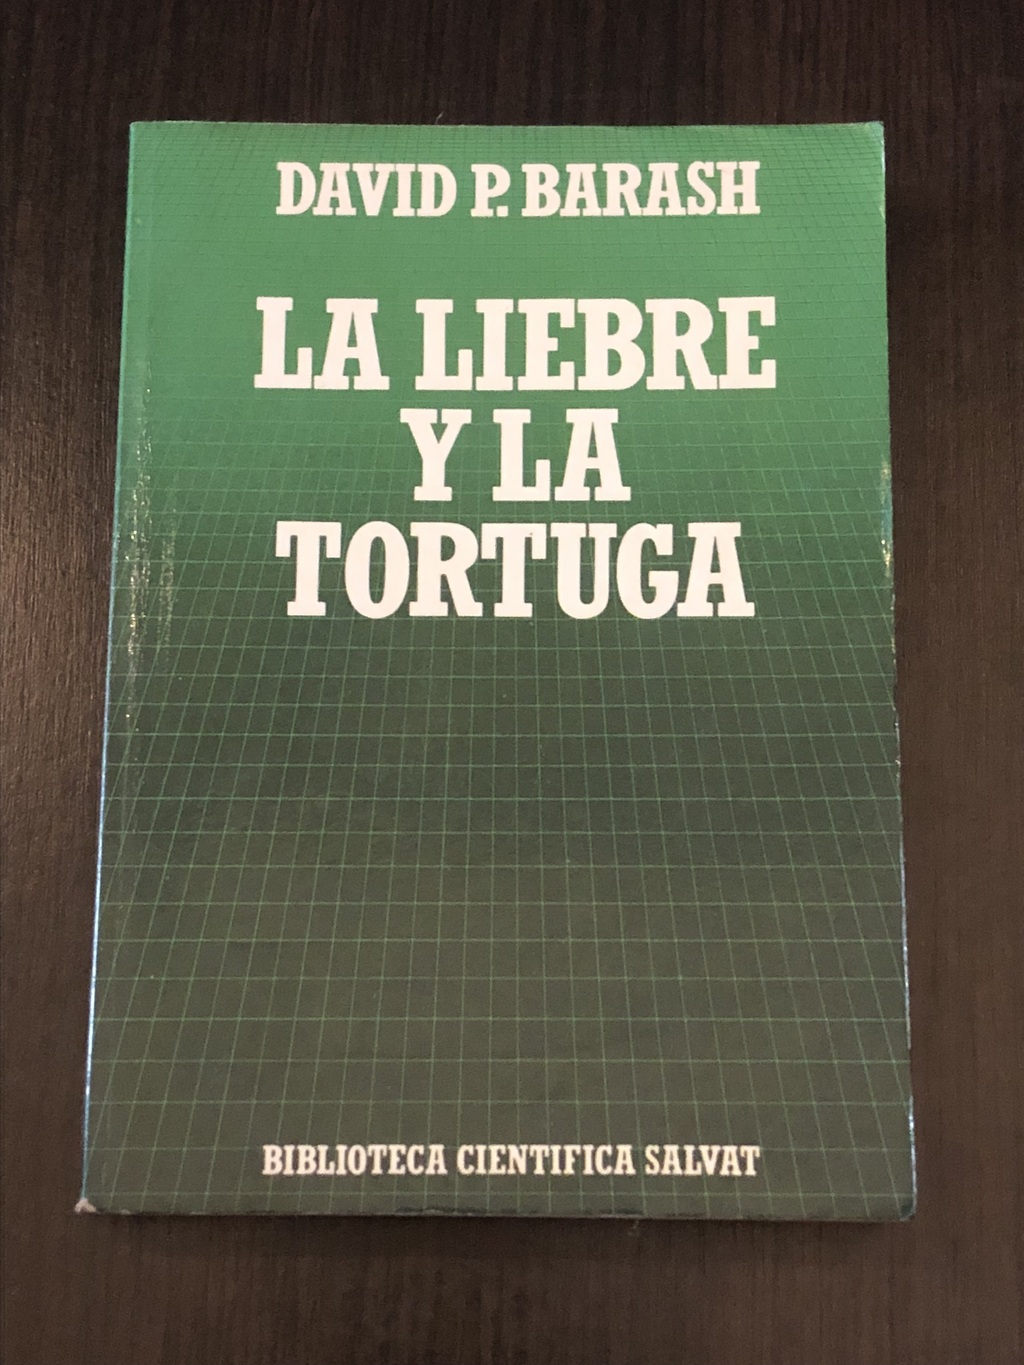 DAVID P. BARASH
LA LIEBRE
Y LA
TORTUGA
BIBLIOTECA CIENTIFICA SALVAT